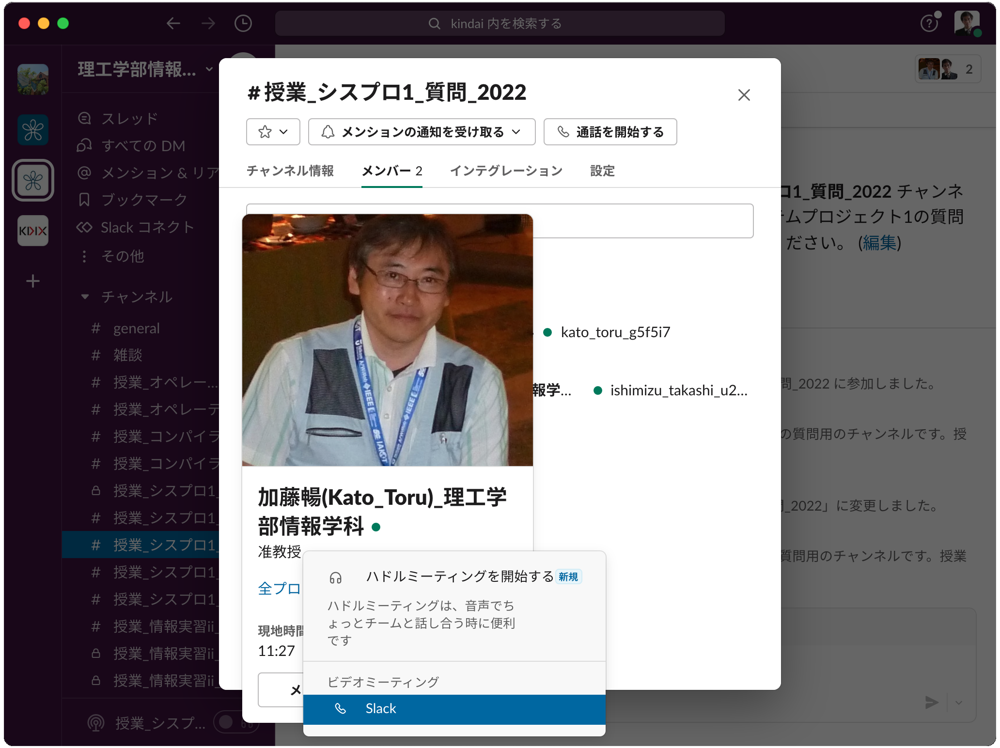 kindai 内を検索する
理工学部情報...
スレッド
すべての DM
メンション & リア
ブックマーク
Slack コネクト
その他
KDIX
チャンネル
# general
# 雑談
# 授業_オペレー...
# 授業_オペレーテ
# 授業_コンパイラ
# 授業_コンパイラ
授業_シスプロ1_
# 授業_シスプロ1_
# 授業_シスプロ1_
# 授業_シスプロ1_
# 授業_シスプロ1_
# 授業_情報実習ii_
授業_情報実習ii_
授業_情報実習ii_
授業_シスプ...
# 授業_シスプロ1_質問_2022
メンションの通知を受け取る
通話を開始する
チャンネル情報
メンバー 2
インテグレーション
設定
kato_toru_g5f5i7
報学...
ishimizu_takashi_u2...
加藤暢(Kato_Toru)_理工学
部情報学科
准教授
全プロ
現地時間
11:27
メ
ハドルミーティングを開始する 新規
ハドルミーティングは、音声でち
ょっとチームと話し合う時に便利
です
ビデオミーティング
Slack
2
ロ1_質問_2022 チャンネ
テムプロジェクト1の質問
ださい。 (編集)
問_2022 に参加しました。
の質問用のチャンネルです。授
_2022」に変更しました。
質問用のチャンネルです。授業
IEEE
IEEE